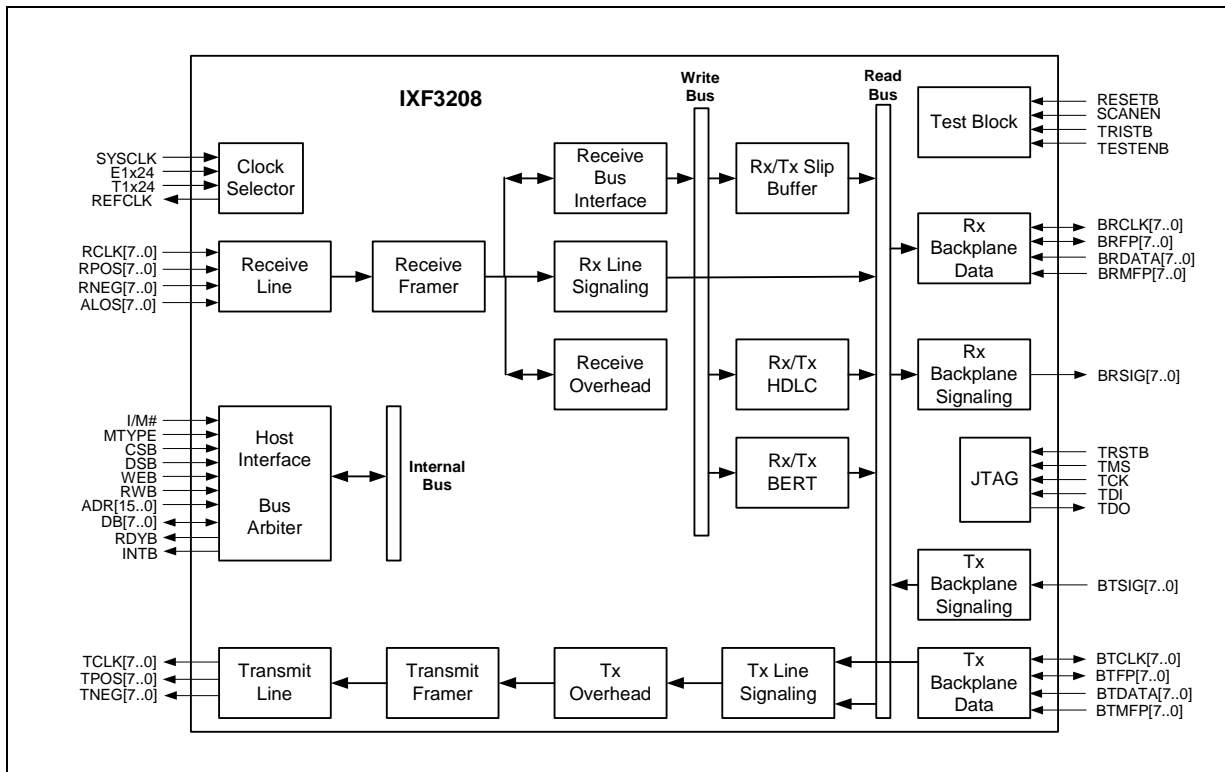 IXF3208
Write
Bus
Read
Bus
SYSCLK
E1x24
T1x24
REFCLK
Clock
Selector
Receive
Bus
Interface
Rx/Tx Slip
Buffer
Test Block
RESETB
SCANEN
TRISTB
TESTENB
RCLK[7..0]
RPOS[7..0]
RNEG[7..0]
ALOS[7..0]
Receive
Line
Receive
Framer
Rx Line
Signaling
Rx
Backplane
Data
BRCLK[7..0]
BRFP[7..0]
BRDATA[7..0]
BRMFP[7..0]
Receive
Overhead
Rx/Tx
HDLC
Rx
Backplane
Signaling
BRSIG[7..0]
I/M#
MTYPE
CSB
DSB
WEB
RWB
ADR[15..0]
DB[7..0]
RDYB
INTB
Host
Interface
Bus
Arbiter
Internal
Bus
Rx/Tx
BERT
JTAG
TRSTB
TMS
TCK
TDI
TDO
Tx
Backplane
Signaling
BTSIG[7..0]
TCLK[7..0]
TPOS[7..0]
TNEG[7..0]
Transmit
Line
Transmit
Framer
Tx
Overhead
Tx Line
Signaling
Tx
Backplane
Data
BTCLK[7..0]
BTFP[7..0]
BTDATA[7..0]
BTMFP[7..0]